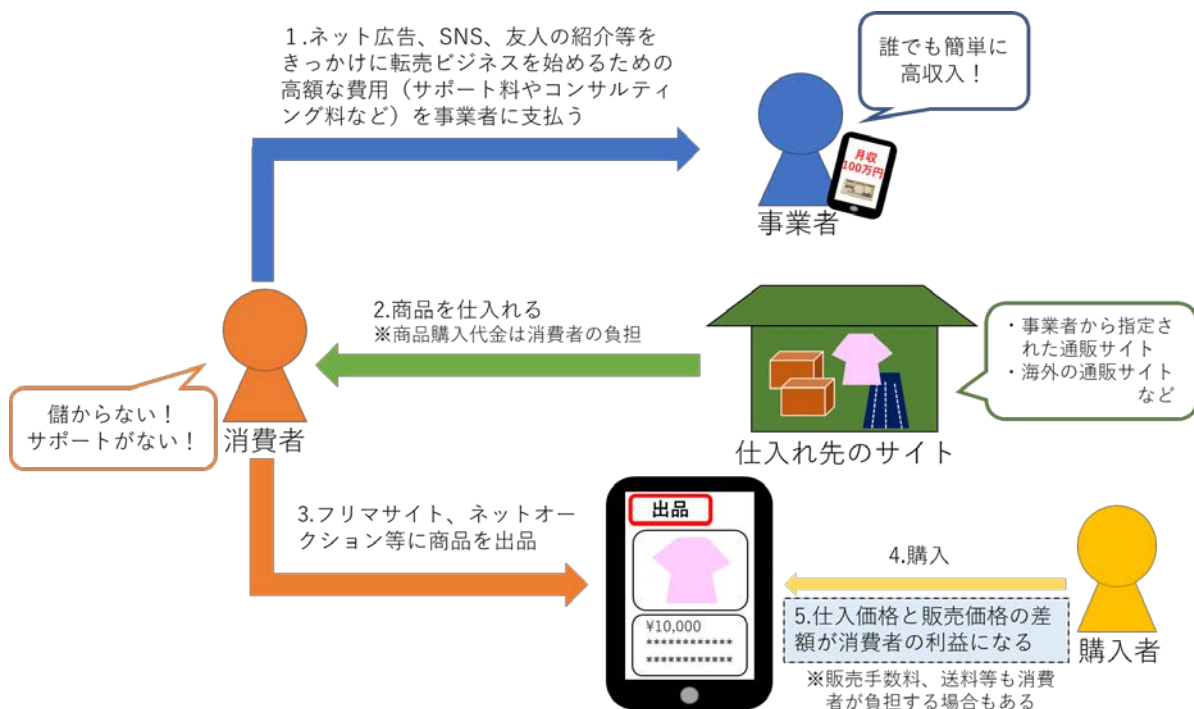 1.ネット広告、SNS、友人の紹介等を
きっかけに転売ビジネスを始めるための
高額な費用（サポート料やコンサルティ
ング料など）を事業者に支払う
誰でも簡単に
高収入！
月収
100万円
事業者
2.商品を仕入れる
※商品購入代金は消費者の負担
・事業者から指定さ
れた通販サイト
・海外の通販サイト
など
儲からない！
サポートがない！
消費者
仕入れ先のサイト
3.フリマサイト、ネットオー
クション等に商品を出品
出品
¥10,000
************
************
4.購入
5.仕入価格と販売価格の差
額が消費者の利益になる
購入者
※販売手数料、送料等も消費
者が負担する場合もある